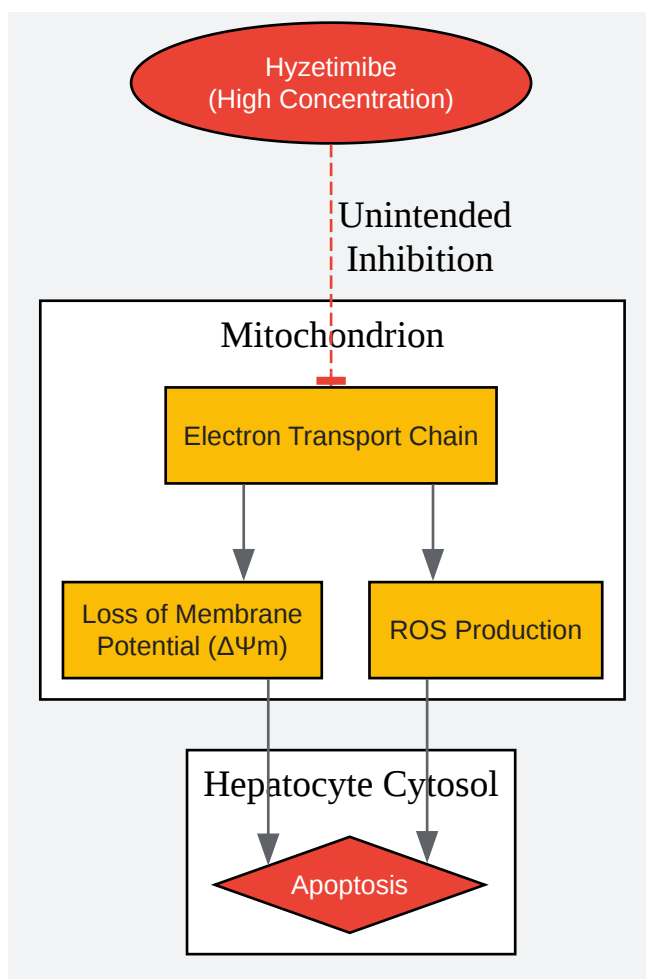 Hyzetimibe
(High Concentration)
Unintended
Inhibition
Mitochondrion
Electron Transport Chain
Loss of Membrane
Potential (ΔΨm)
ROS Production
Hepatocyte Cytosol
Apoptosis